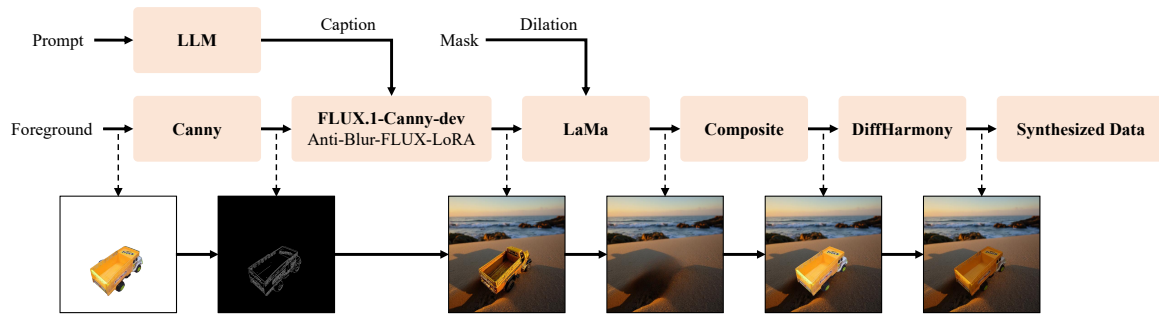 Prompt
LLM
Caption
Mask
Dilation
Foreground
Canny
FLUX.1-Canny-dev
Anti-Blur-FLUX-LoRA
LaMa
Composite
DiffHarmony
Synthesized Data